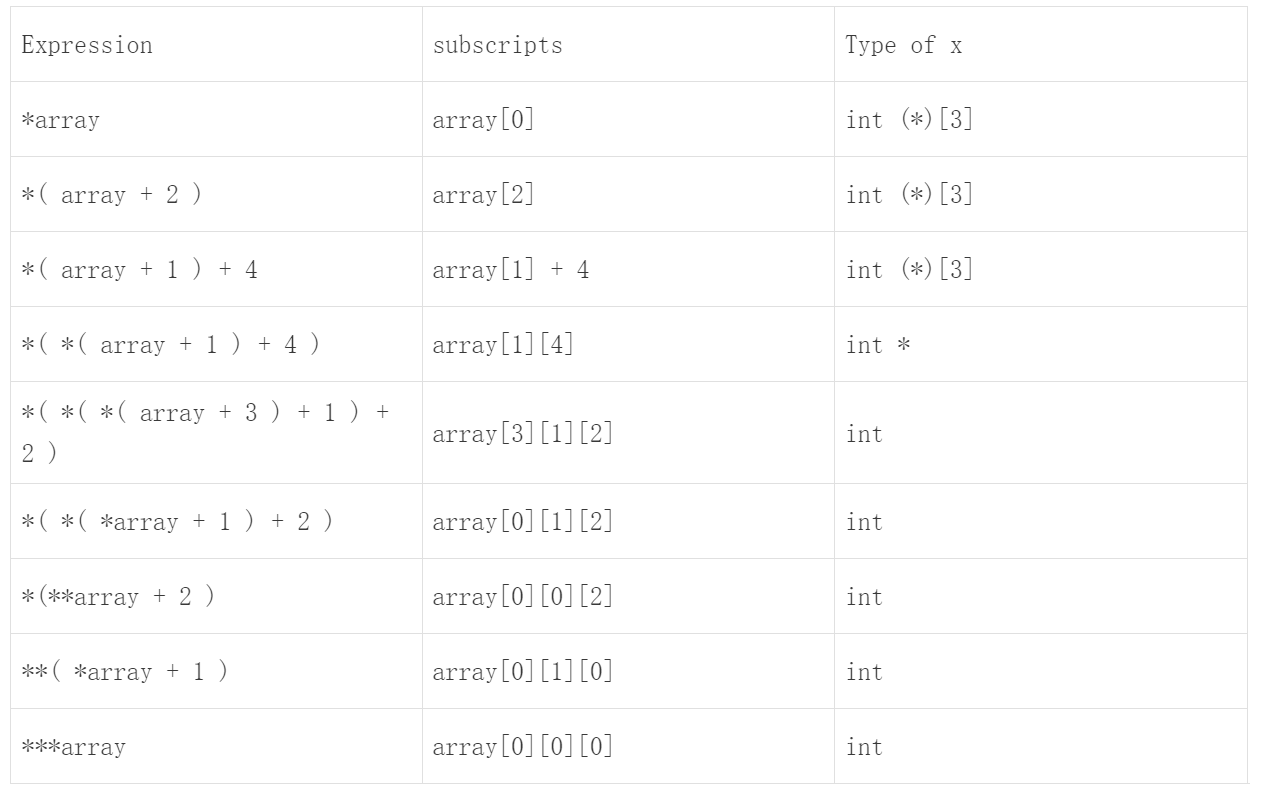 Expression subscripts Type of x
*array array[0] int (*)[3]
*( array + 2 ) array[2] int (*)[3]
*( array + 1 ) + 4 array[1] + 4 int (*)[3]
*( *( array + 1 ) + 4 ) array[1][4] int *
*( *( *( array + 3 ) + 1 ) +
2 ) array[3][1][2] int
*( *( *array + 1 ) + 2 ) array[0][1][2] int
*(**array + 2 ) array[0][0][2] int
**( *array + 1 ) array[0][1][0] int
***array array[0][0][0] int